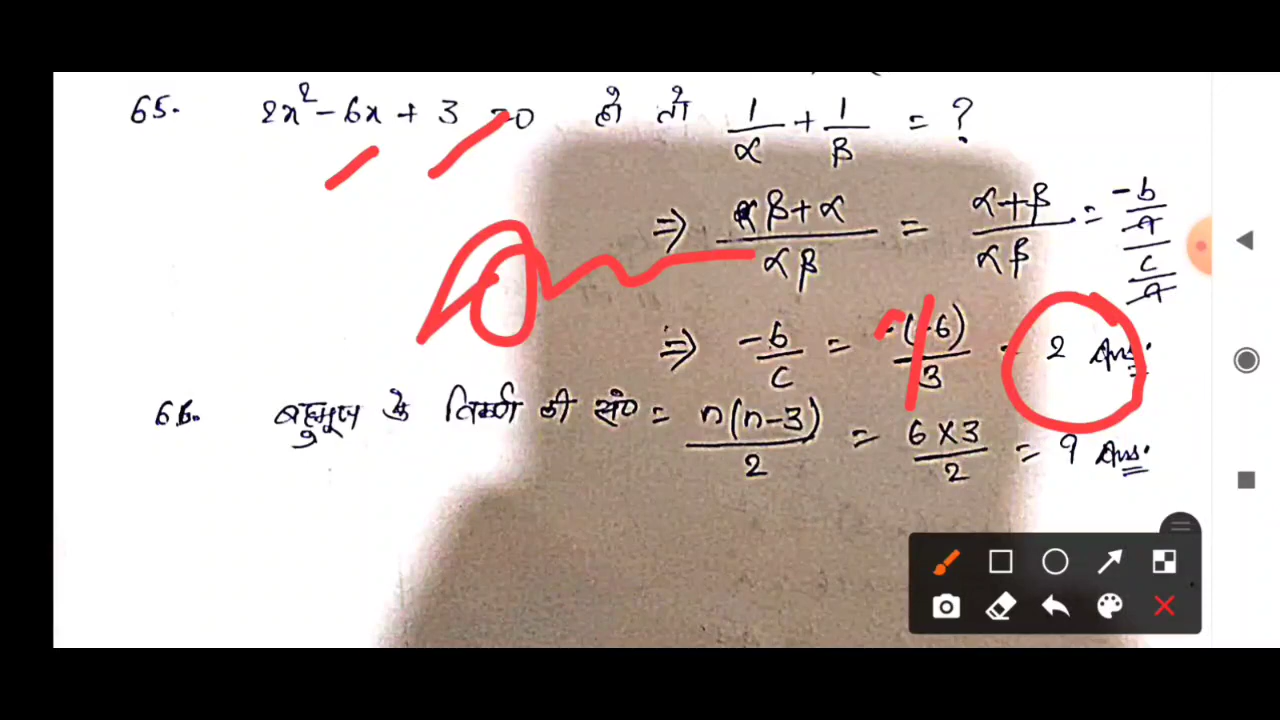 65. 2x² - 6x + 3 = 0 हो तो 1/α + 1/β = ?
⇒ β+α/αβ = α+β/αβ = -b/a / c/a
⇒ -b/c = -(-6)/3 = 2 Ans.
66. बहुभुज के विकर्ण की सं० = n(n-3)/2 = 6×3/2 = 9 Ans.